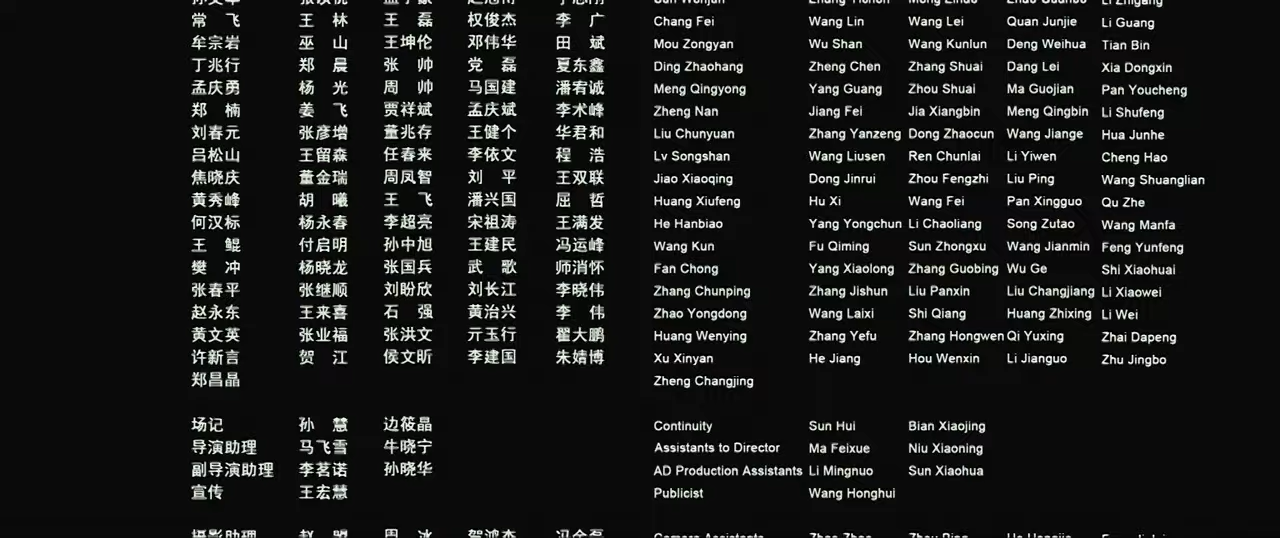 常 飞 王 林 王 磊 权俊杰 李 广 Chang Fei Wang Lin Wang Lei Quan Junjie Li Guang
牟宗岩 巫 山 王坤伦 邓伟华 田 斌 Mou Zongyan Wu Shan Wang Kunlun Deng Weihua Tian Bin
丁兆行 郑 晨 张 帅 党 磊 夏东鑫 Ding Zhaohang Zheng Chen Zhang Shuai Dang Lei Xia Dongxin
孟庆勇 杨 光 周 帅 马国建 潘宥诚 Meng Qingyong Yang Guang Zhou Shuai Ma Guojian Pan Youcheng
郑 楠 姜 飞 贾祥斌 孟庆斌 李术峰 Zheng Nan Jiang Fei Jia Xiangbin Meng Qingbin Li Shufeng
刘春元 张彦增 董兆存 王健个 华君和 Liu Chunyuan Zhang Yanzeng Dong Zhaocun Wang Jiange Hua Junhe
吕松山 王留森 任春来 李依文 程 浩 Lv Songshan Wang Liusen Ren Chunlai Li Yiwen Cheng Hao
焦晓庆 董金瑞 周凤智 刘 平 王双联 Jiao Xiaoqing Dong Jinrui Zhou Fengzhi Liu Ping Wang Shuanglian
黄秀峰 胡 曦 王 飞 潘兴国 屈 哲 Huang Xiufeng Hu Xi Wang Fei Pan Xingguo Qu Zhe
何汉标 杨永春 李超亮 宋祖涛 王满发 He Hanbiao Yang Yongchun Li Chaoliang Song Zutao Wang Manfa
王 鲲 付启明 孙中旭 王建民 冯运峰 Wang Kun Fu Qiming Sun Zhongxu Wang Jianmin Feng Yunfeng
樊 冲 杨晓龙 张国兵 武 歌 师消怀 Fan Chong Yang Xiaolong Zhang Guobing Wu Ge Shi Xiaohuai
张春平 张继顺 刘盼欣 刘长江 李晓伟 Zhang Chunping Zhang Jishun Liu Panxin Liu Changjiang Li Xiaowei
赵永东 王来喜 石 强 黄治兴 李 伟 Zhao Yongdong Wang Laixi Shi Qiang Huang Zhixing Li Wei
黄文英 张业福 张洪文 亓玉行 翟大鹏 Huang Wenying Zhang Yefu Zhang Hongwen Qi Yuxing Zhai Dapeng
许新言 贺 江 侯文昕 李建国 朱婧博 Xu Xinyan He Jiang Hou Wenxin Li Jianguo Zhu Jingbo
郑昌晶 Zheng Changjing
场记 孙 慧 边筱晶 Continuity Sun Hui Bian Xiaojing
导演助理 马飞雪 牛晓宁 Assistants to Director Ma Feixue Niu Xiaoning
副导演助理 李茗诺 孙晓华 AD Production Assistants Li Mingnuo Sun Xiaohua
宣传 王宏慧 Publicist Wang Honghui